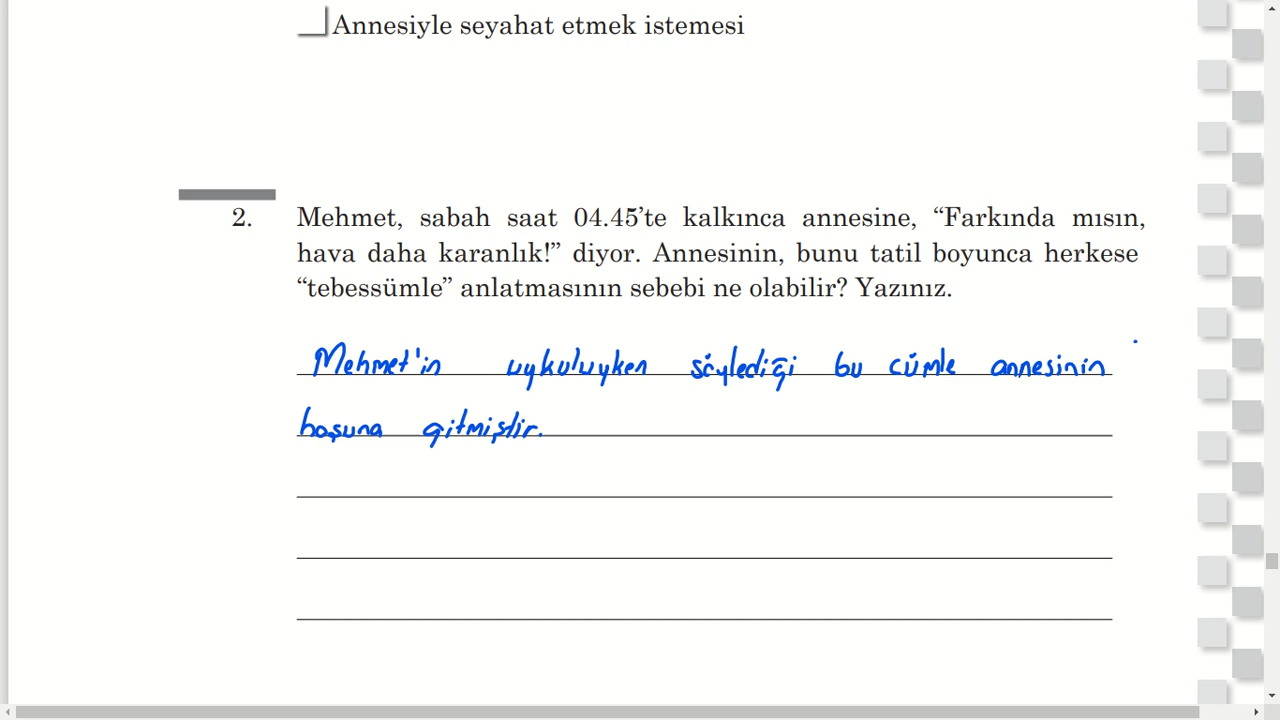 Annesiyle seyahat etmek istemesi
2. Mehmet, sabah saat 04.45’te kalkınca annesine, “Farkında mısın,
hava daha karanlık!” diyor. Annesinin, bunu tatil boyunca herkese
“tebessümle” anlatmasının sebebi ne olabilir? Yazınız.
Mehmet'in uykuluyken söylediği bu cümle annesinin
hoşuna gitmiştir.